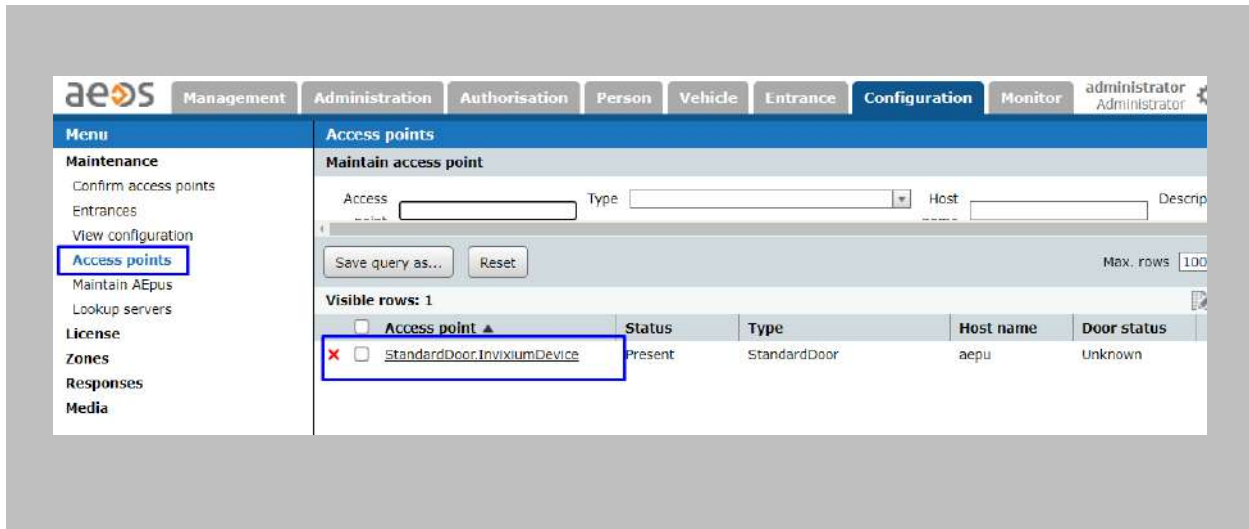 aeos Management Administration Authorisation Person Vehicle Entrance Configuration Monitor administrator
Administrator
Menu
Maintenance
Confirm access points
Entrances
View configuration
Access points
Maintain AEpus
Lookup servers
License
Zones
Responses
Media
Access points
Maintain access point
Access Type Host Descrip
Save query as... Reset Max. rows 100
Visible rows: 1
Access point Status Type Host name Door status
StandardDoor.InvixiumDevice Present StandardDoor aepu Unknown